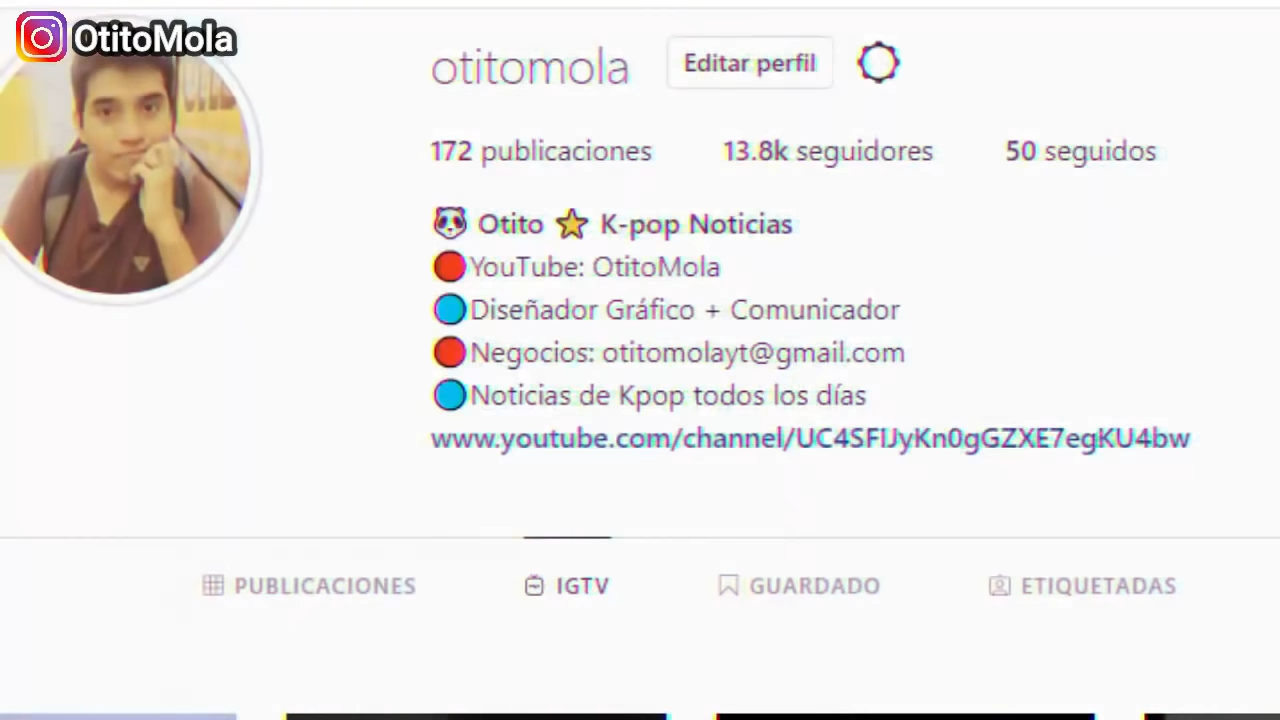 OtitoMola
otitomola Editar perfil
172 publicaciones 13.8k seguidores 50 seguidos
🐼 Otito ⭐ K-pop Noticias
🔴YouTube: OtitoMola
🔵Diseñador Gráfico + Comunicador
🔴Negocios: otitomolayt@gmail.com
🔵Noticias de Kpop todos los días
www.youtube.com/channel/UC4SFIJyKn0gGZXE7egKU4bw
PUBLICACIONES IGTV GUARDADO ETIQUETADAS